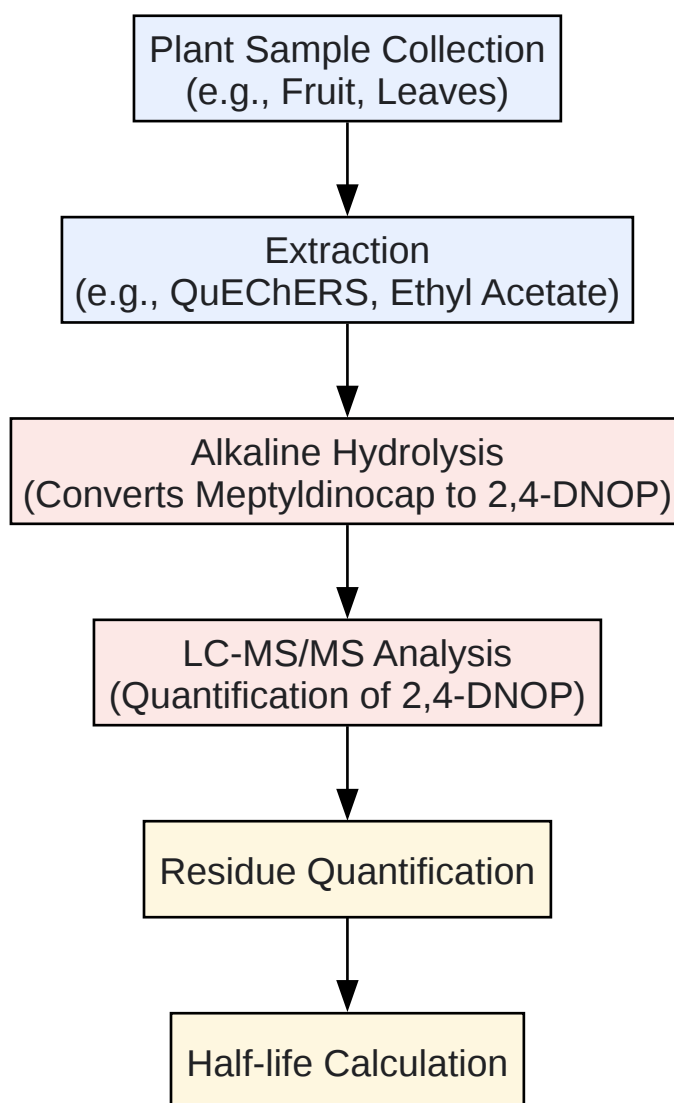 Plant Sample Collection
(e.g., Fruit, Leaves)
Extraction
(e.g., QuEChERS, Ethyl Acetate)
Alkaline Hydrolysis
(Converts Meptyldinocap to 2,4-DNOP)
LC-MS/MS Analysis
(Quantification of 2,4-DNOP)
Residue Quantification
Half-life Calculation